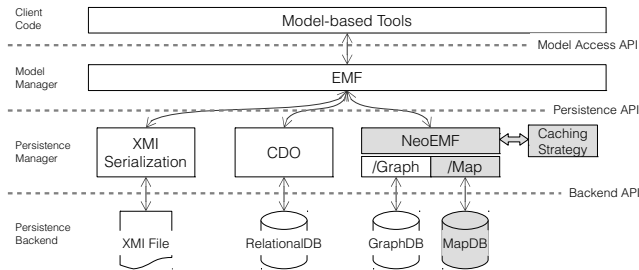 Client
Code
Model-based Tools
Model Access API
Model
Manager
EMF
Persistence API
Persistence
Manager
XMI
Serialization
CDO
NeoEMF
/Graph
/Map
Caching
Strategy
Backend API
Persistence
Backend
XMI File
RelationalDB
GraphDB
MapDB